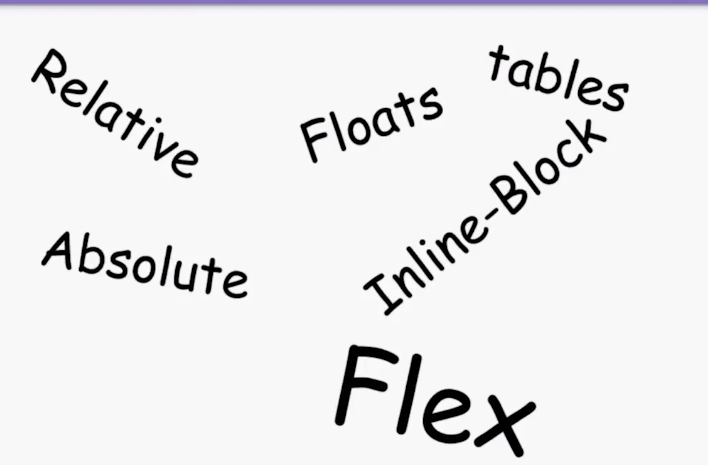 Relative
Floats
tables
Inline-Block
Absolute
Flex